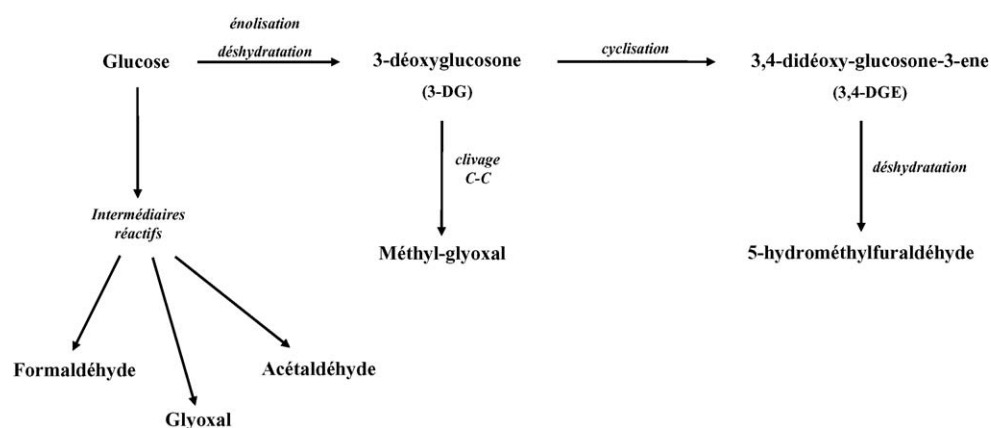 énolisation
déshydratation
cyclisation
Glucose
3-déoxyglucosone
3,4-didéoxy-glucosone-3-ene
(3-DG)
(3,4-DGE)
clivage
C-C
déshydratation
Intermédiaires
réactifs
Méthyl-glyoxal
5-hydrométhylfuraldéhyde
Formaldéhyde
Acétaldéhyde
Glyoxal